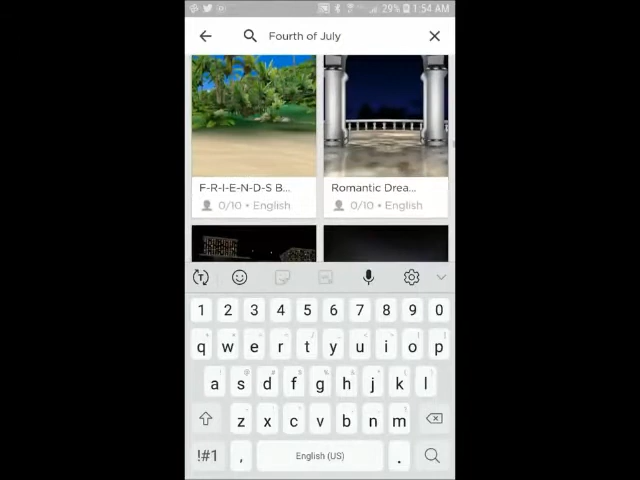 29% 1:54 AM
Fourth of July
F-R-I-E-N-D-S B... Romantic Drea...
0/10 • English 0/10 • English
1 2 3 4 5 6 7 8 9 0
q w e r t y u i o p
a s d f g h j k l
z x c v b n m
!#1 , English (US) .